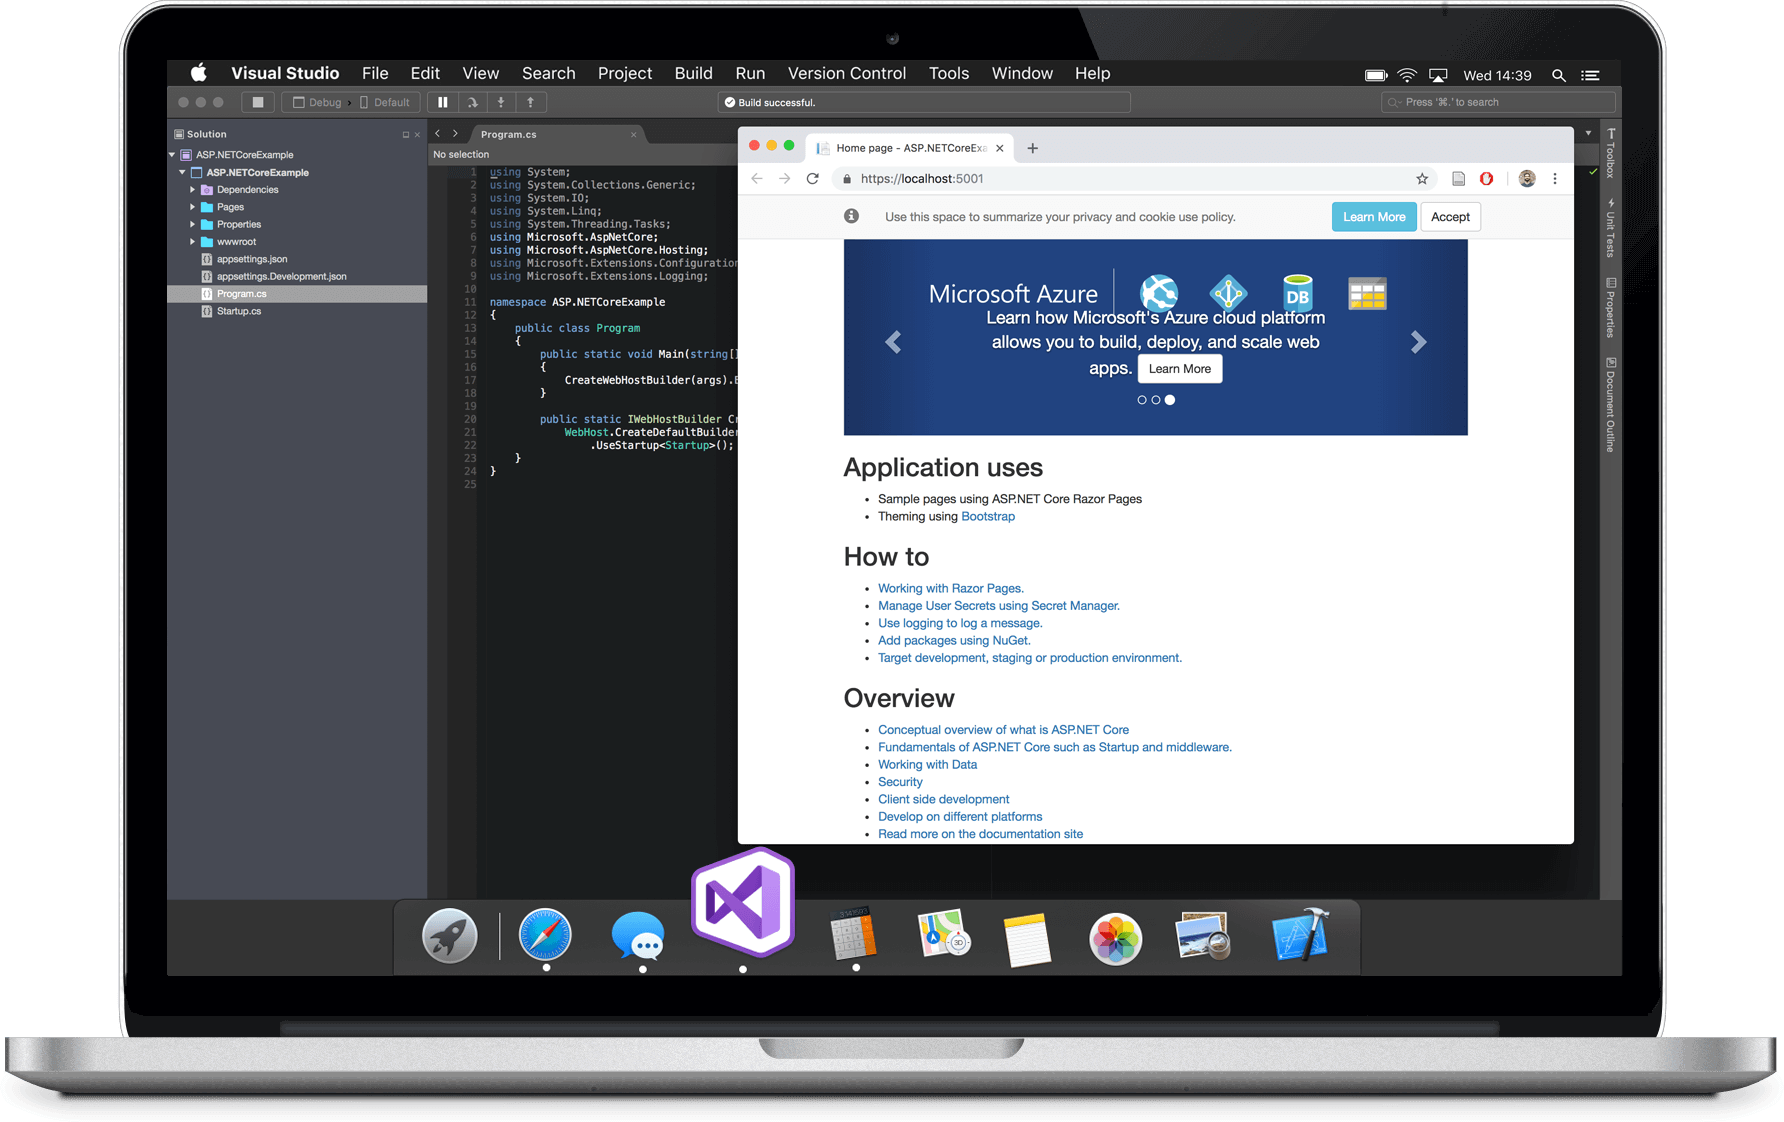 Visual Studio File Edit View Search Project Build Run Version Control Tools Window Help
Wed 14:39
Debug › Default
Build successful.
Press '⌘.' to search
Solution
ASP.NETCoreExample
ASP.NETCoreExample
Dependencies
Pages
Properties
wwwroot
appsettings.json
appsettings.Development.json
Program.cs
Startup.cs
Program.cs
No selection
1 using System;
2 using System.Collections.Generic;
3 using System.IO;
4 using System.Linq;
5 using System.Threading.Tasks;
6 using Microsoft.AspNetCore;
7 using Microsoft.AspNetCore.Hosting;
8 using Microsoft.Extensions.Configuration
9 using Microsoft.Extensions.Logging;
10
11 namespace ASP.NETCoreExample
12 {
13 public class Program
14 {
15 public static void Main(string[]
16 {
17 CreateWebHostBuilder(args).
18 }
19
20 public static IWebHostBuilder Cr
21 WebHost.CreateDefaultBuilder
22 .UseStartup<Startup>();
23 }
24 }
25
Home page - ASP.NETCoreExa
https://localhost:5001
Use this space to summarize your privacy and cookie use policy.
Learn More
Accept
Microsoft Azure
DB
Learn how Microsoft's Azure cloud platform
allows you to build, deploy, and scale web
apps. Learn More
Application uses
• Sample pages using ASP.NET Core Razor Pages
• Theming using Bootstrap
How to
• Working with Razor Pages.
• Manage User Secrets using Secret Manager.
• Use logging to log a message.
• Add packages using NuGet.
• Target development, staging or production environment.
Overview
• Conceptual overview of what is ASP.NET Core
• Fundamentals of ASP.NET Core such as Startup and middleware.
• Working with Data
• Security
• Client side development
• Develop on different platforms
• Read more on the documentation site
Toolbox
Unit Tests
Properties
Document Outline
3D